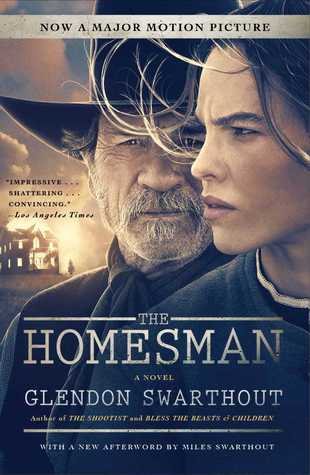 NOW A MAJOR MOTION PICTURE
"IMPRESSIVE . . .
SHATTERING . . .
CONVINCING."
—Los Angeles Times
THE
HOMESMAN
A NOVEL
GLENDON SWARTHOUT
Author of THE SHOOTIST and BLESS THE BEASTS & CHILDREN
WITH A NEW AFTERWORD BY MILES SWARTHOUT